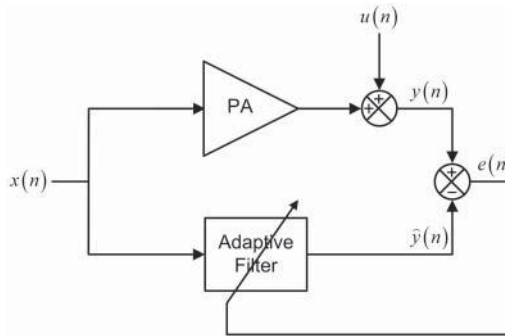 u(n)
PA
+
+
y(n)
x(n)
+
−
e(n
Adaptive
Filter
ŷ(n)